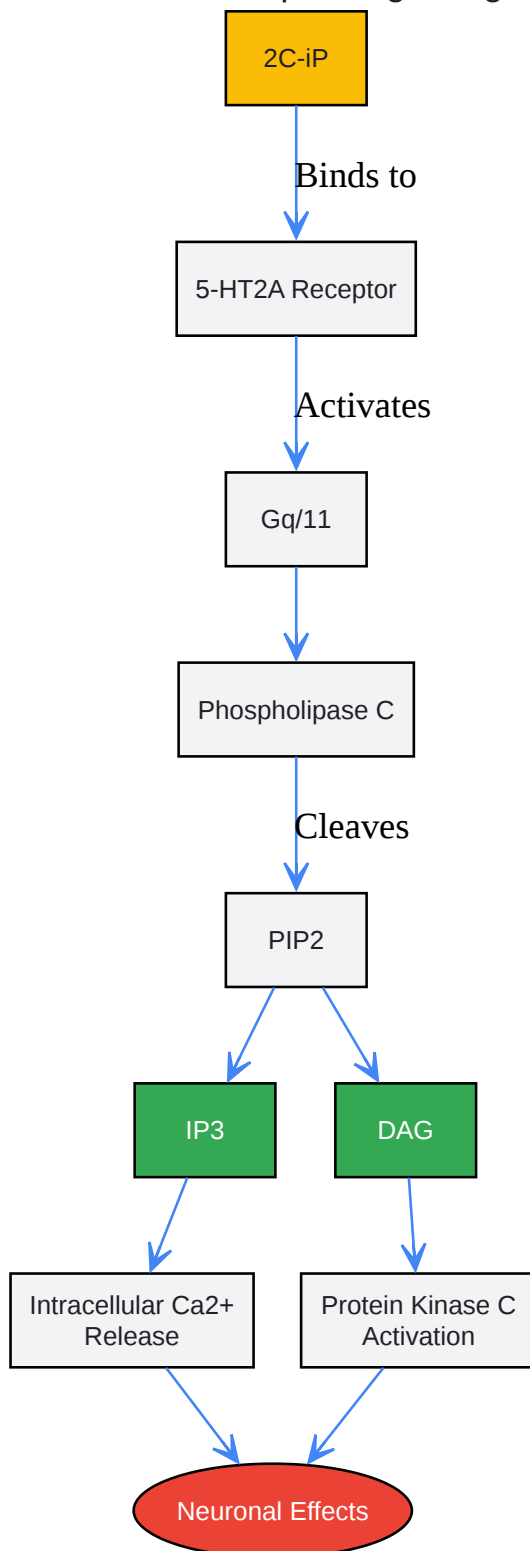 2C-iP
Binds to
5-HT2A Receptor
Activates
Gq/11
Phospholipase C
Cleaves
PIP2
IP3
DAG
Intracellular Ca2+
Release
Protein Kinase C
Activation
Neuronal Effects